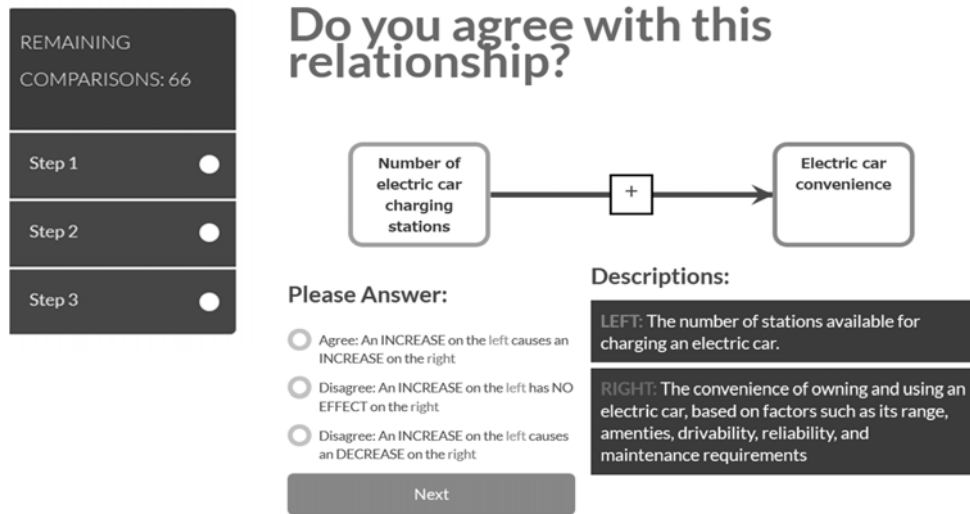 REMAINING
COMPARISONS: 66
Step 1
Step 2
Step 3
Do you agree with this
relationship?
Number of
electric car
charging
stations
+
Electric car
convenience
Please Answer:
Agree: An INCREASE on the left causes an
INCREASE on the right
Disagree: An INCREASE on the left has NO
EFFECT on the right
Disagree: An INCREASE on the left causes
an DECREASE on the right
Next
Descriptions:
LEFT: The number of stations available for
charging an electric car.
RIGHT: The convenience of owning and using an
electric car, based on factors such as its range,
amenties, drivability, reliability, and
maintenance requirements